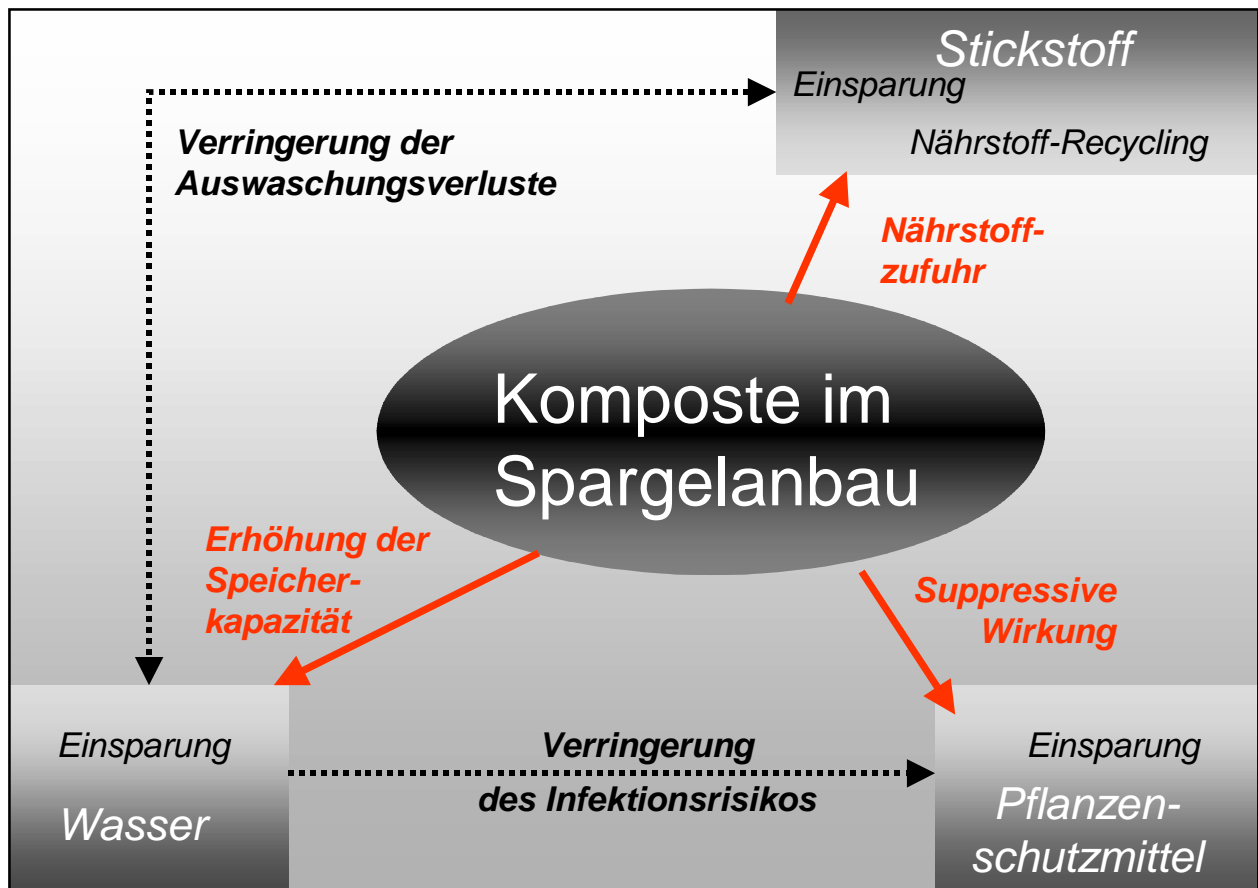 Stickstoff
Einsparung
Nährstoff-Recycling
Verringerung der
Auswaschungsverluste
Nährstoff-
zufuhr
Komposte im
Spargelanbau
Erhöhung der
Speicher-
kapazität
Suppressive
Wirkung
Einsparung
Wasser
Verringerung
des Infektionsrisikos
Einsparung
Pflanzen-
schutzmittel